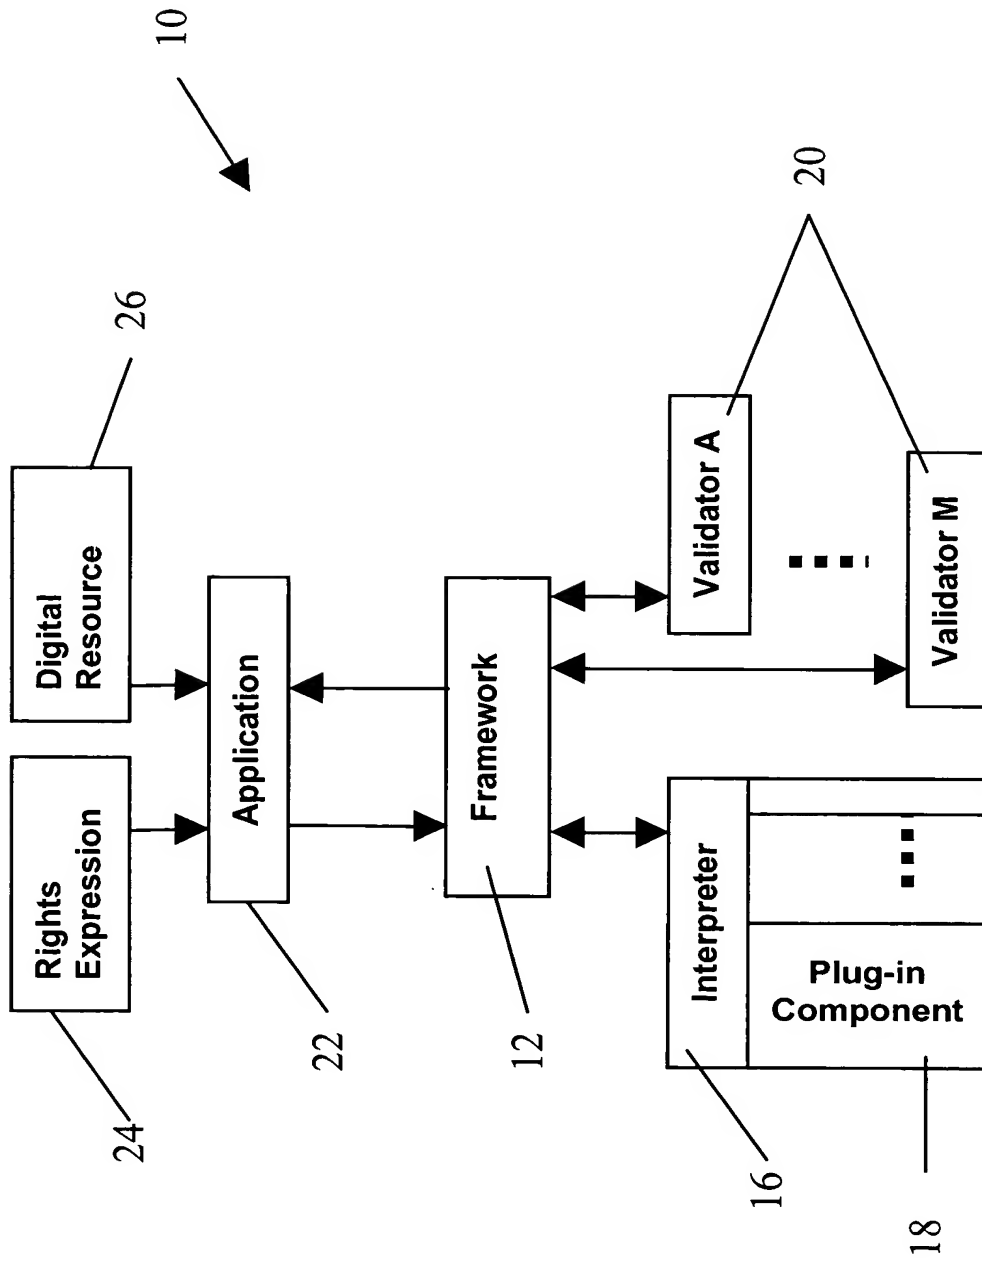 10
24
Rights
Expression
Digital
Resource
26
22
Application
12
Framework
16
Interpreter
18
Plug-in
Component
Validator A
Validator M
20